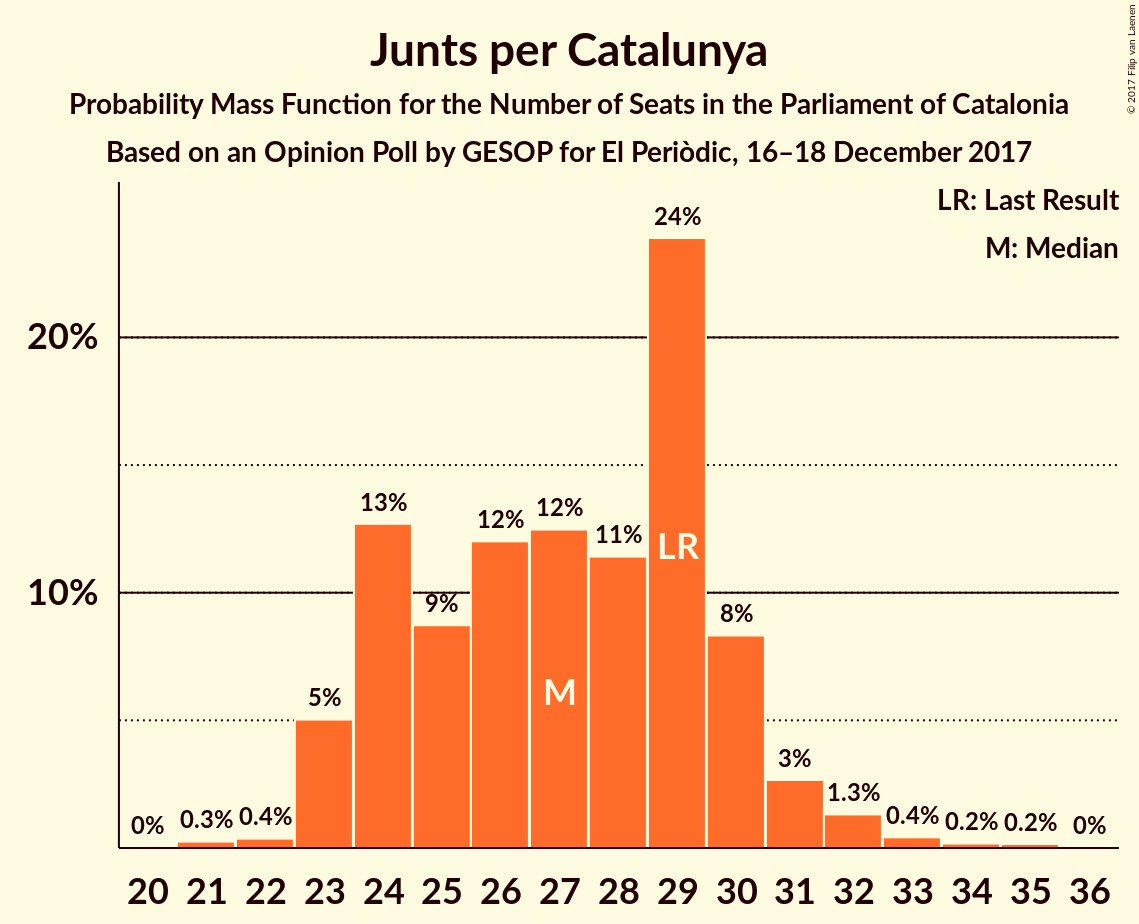 Junts per Catalunya
Probability Mass Function for the Number of Seats in the Parliament of Catalonia
Based on an Opinion Poll by GESOP for El Periòdic, 16–18 December 2017
© 2017 Filip van Laenen
LR: Last Result
M: Median
20%
10%
0%
0.3%
0.4%
5%
13%
9%
12%
12%
11%
24%
8%
3%
1.3%
0.4%
0.2%
0.2%
0%
LR
M
20 21 22 23 24 25 26 27 28 29 30 31 32 33 34 35 36